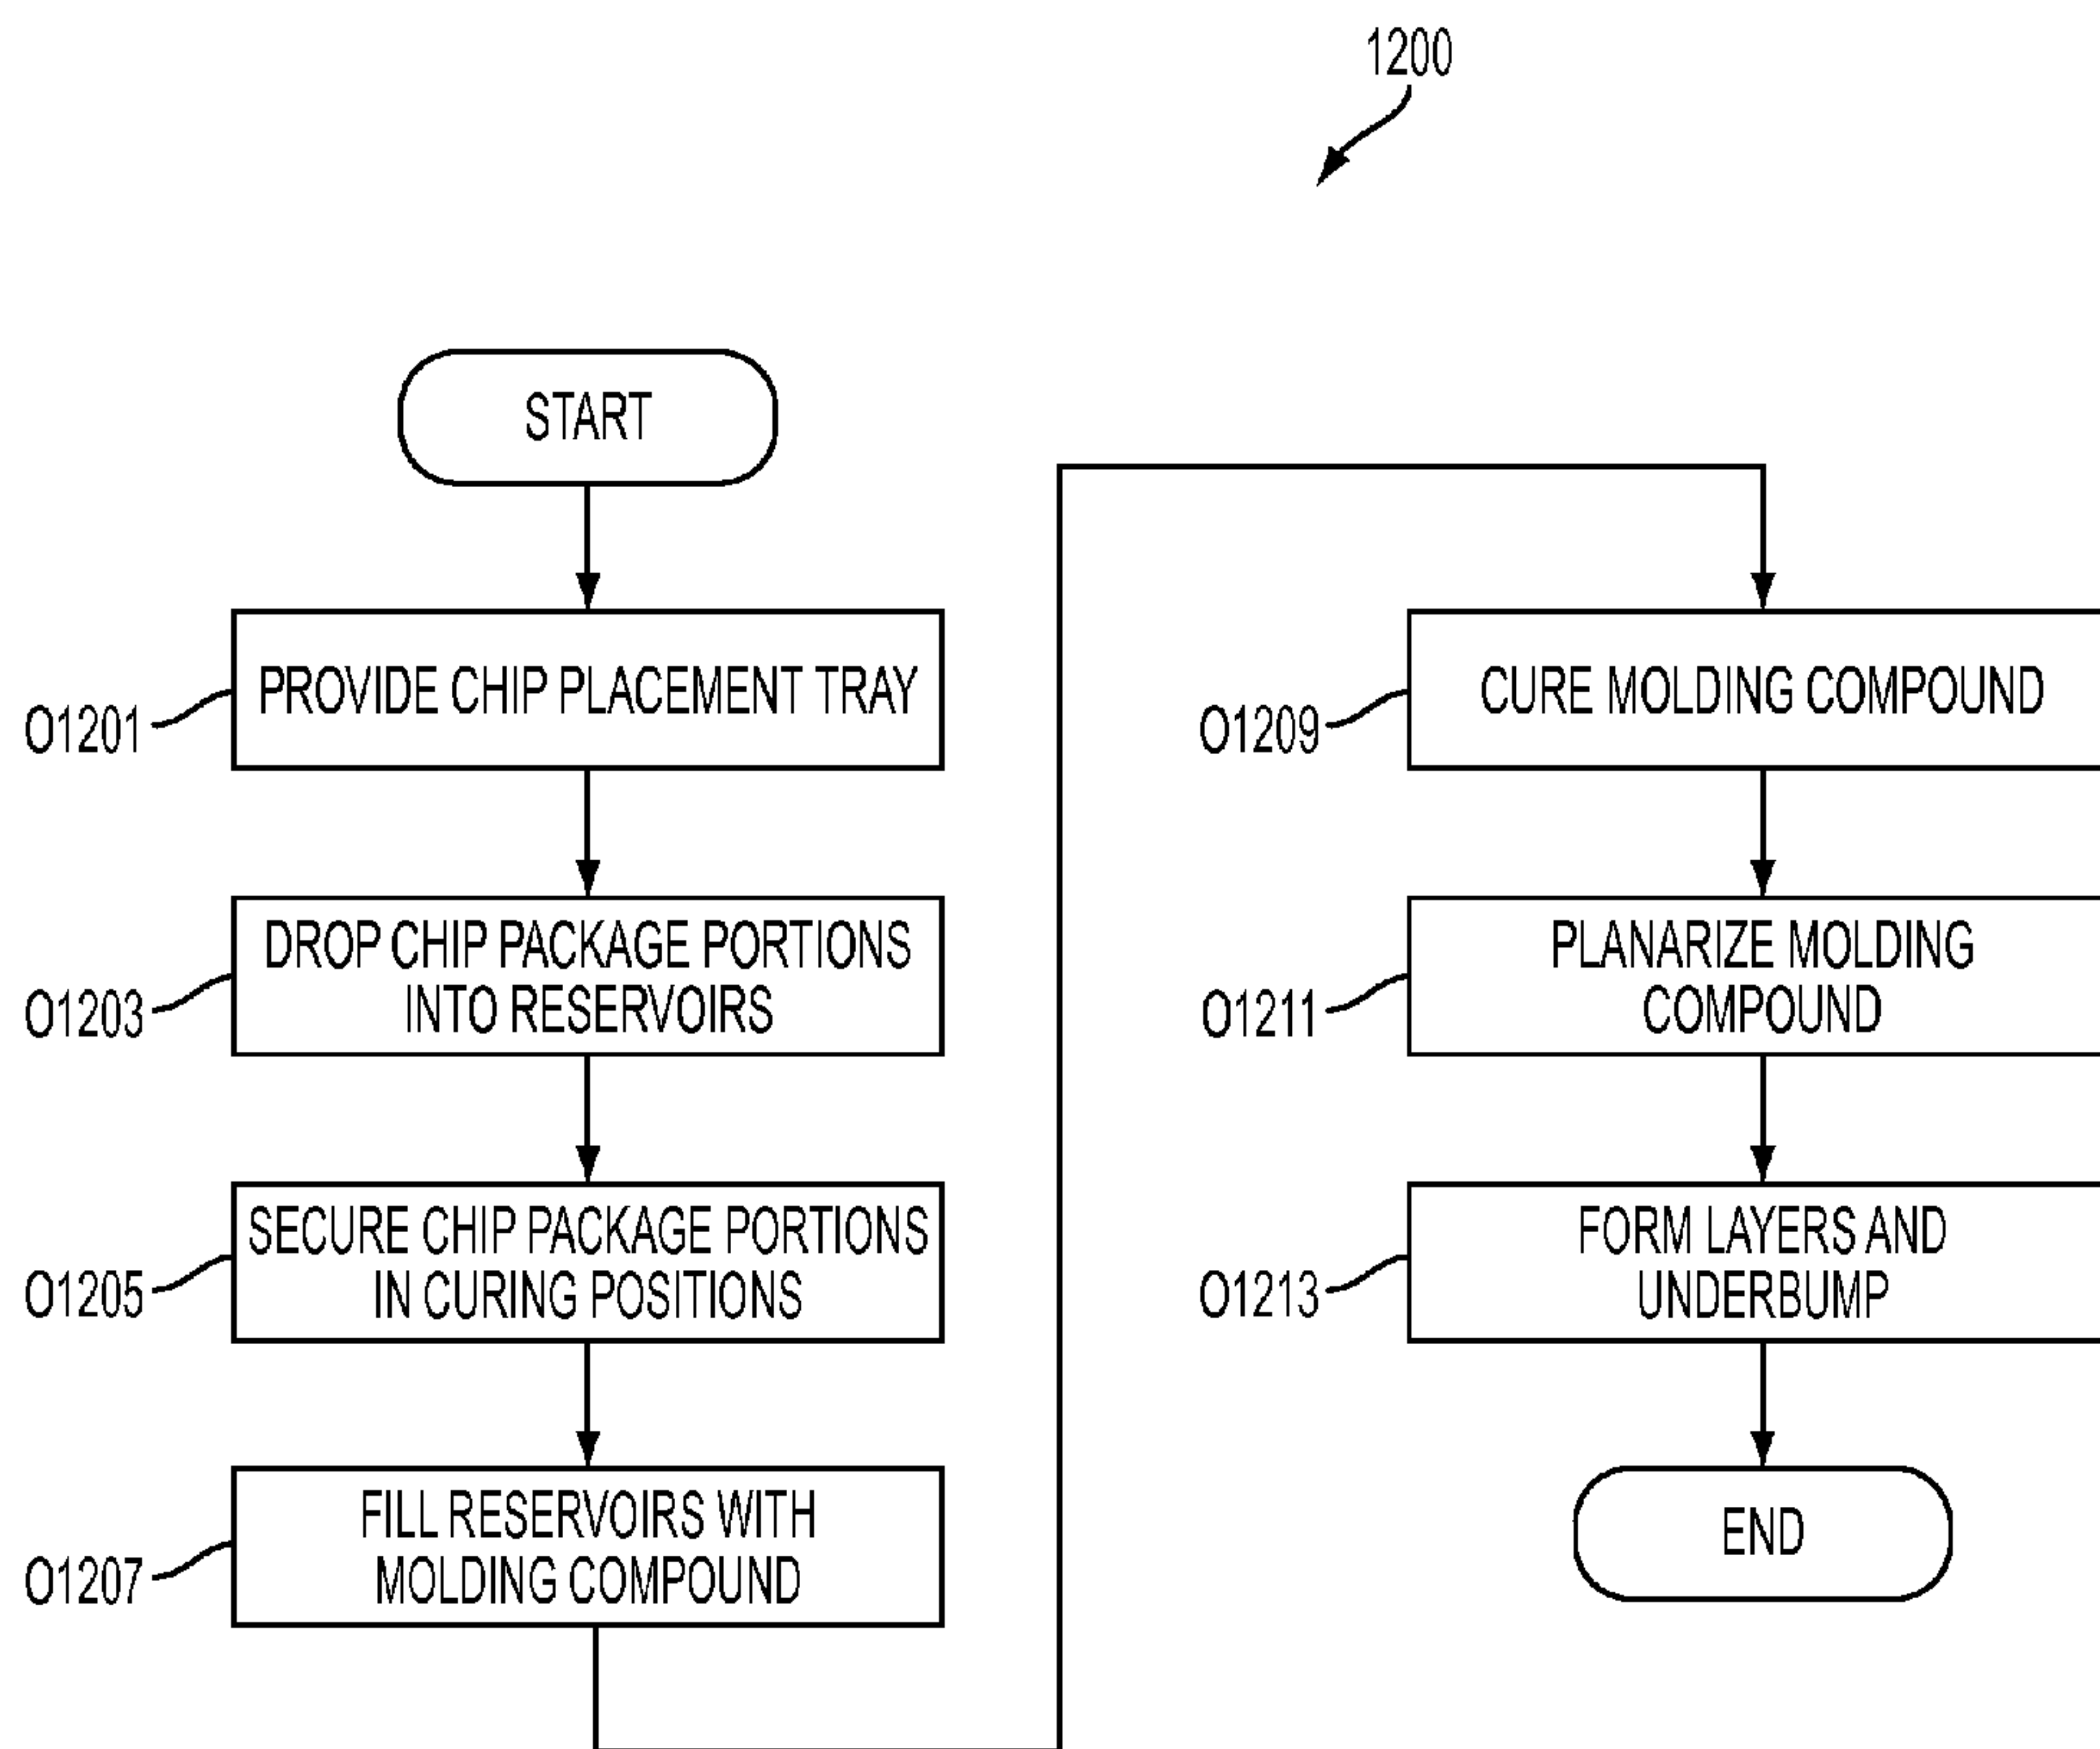 1200
START
PROVIDE CHIP PLACEMENT TRAY
O1201
DROP CHIP PACKAGE PORTIONS
INTO RESERVOIRS
O1203
SECURE CHIP PACKAGE PORTIONS
IN CURING POSITIONS
O1205
FILL RESERVOIRS WITH
MOLDING COMPOUND
O1207
CURE MOLDING COMPOUND
O1209
PLANARIZE MOLDING
COMPOUND
O1211
FORM LAYERS AND
UNDERBUMP
O1213
END